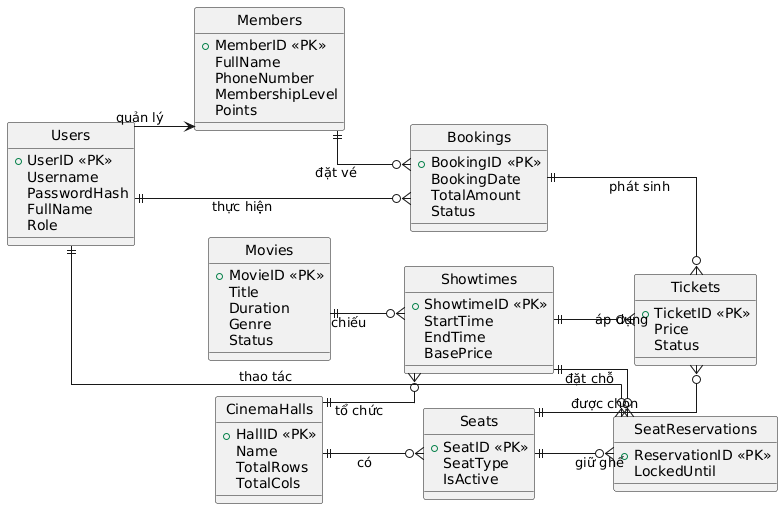 Members
MemberID «PK»
FullName
PhoneNumber
MembershipLevel
Points
quản lý
Users
UserID «PK»
Username
PasswordHash
FullName
Role
đặt vé
thực hiện
Bookings
BookingID «PK»
BookingDate
TotalAmount
Status
phát sinh
Movies
MovieID «PK»
Title
Duration
Genre
Status
chiếu
Showtimes
ShowtimeID «PK»
StartTime
EndTime
BasePrice
áp dụng
Tickets
TicketID «PK»
Price
Status
thao tác
đặt chỗ
CinemaHalls
HallID «PK»
Name
TotalRows
TotalCols
tổ chức
có
Seats
SeatID «PK»
SeatType
IsActive
được chọn
giữ ghế
SeatReservations
ReservationID «PK»
LockedUntil